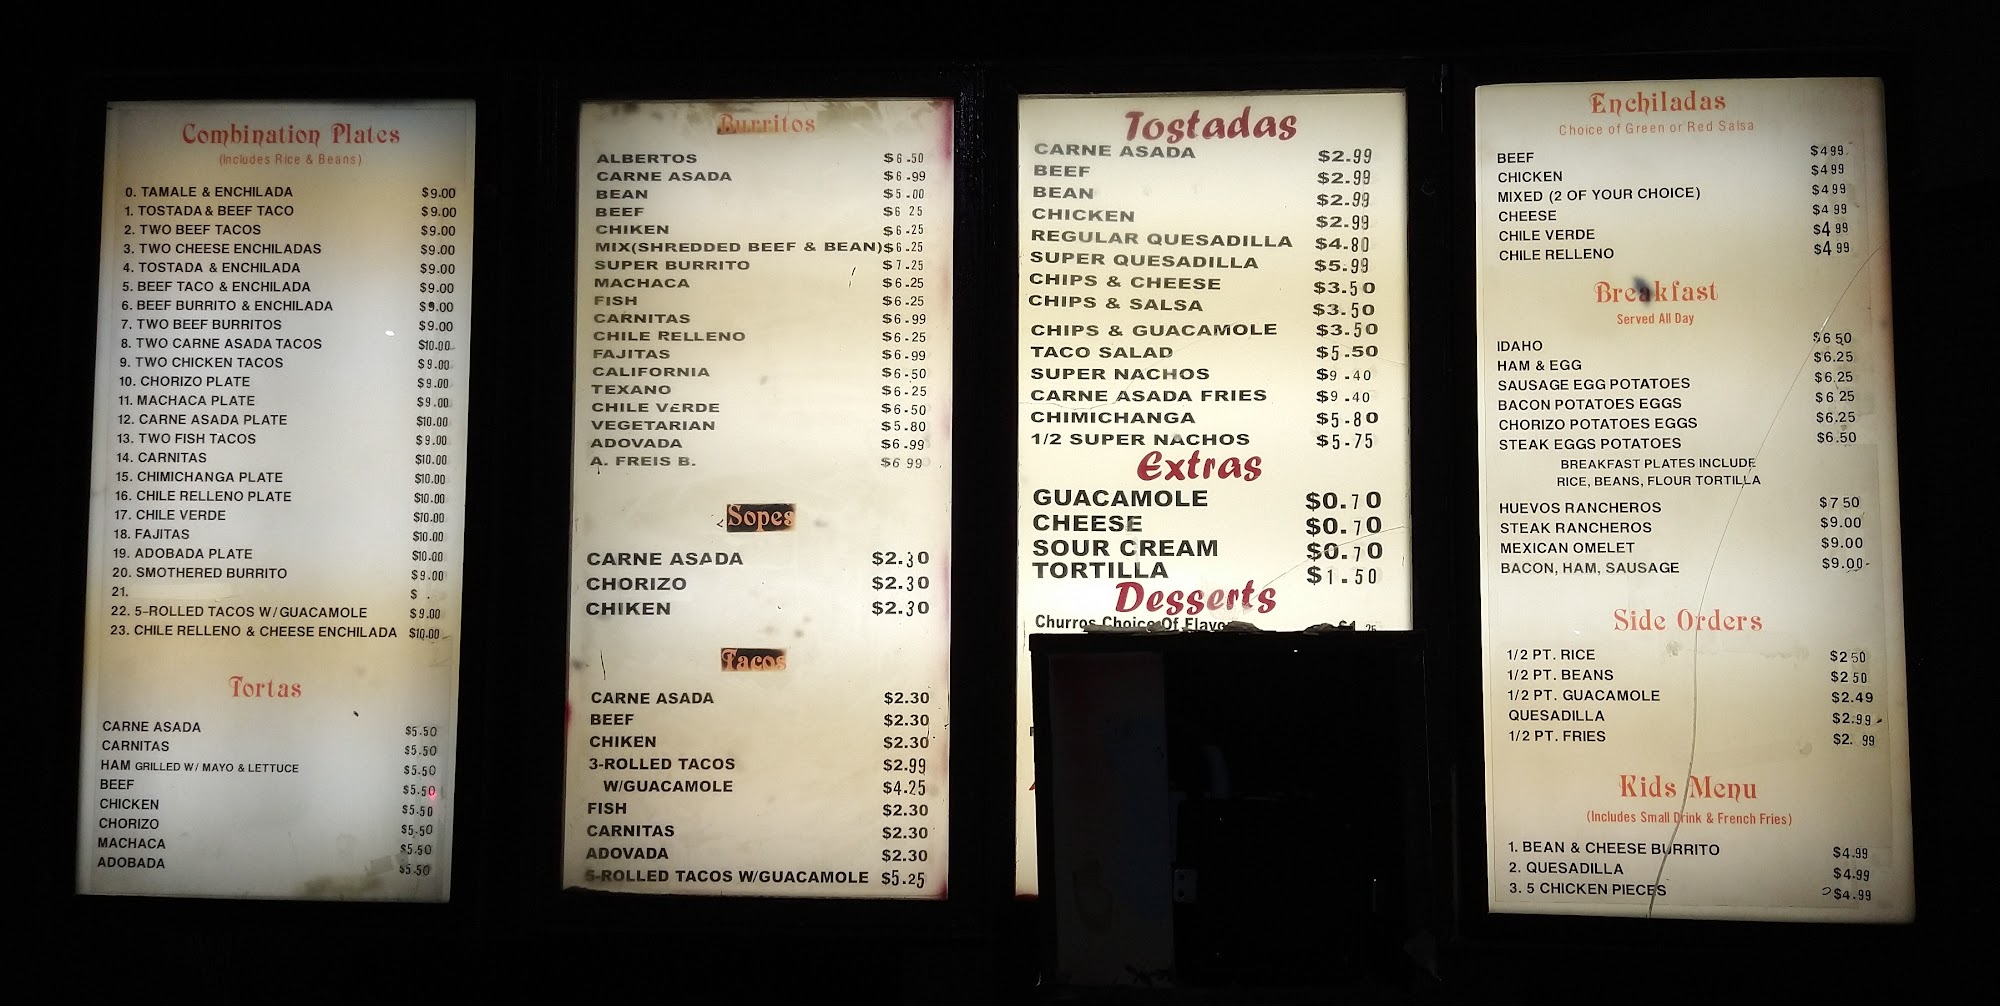 Combination Plates
(Includes Rice & Beans)
0. TAMALE & ENCHILADA $9.00
1. TOSTADA & BEEF TACO $9.00
2. TWO BEEF TACOS $9.00
3. TWO CHEESE ENCHILADAS $9.00
4. TOSTADA & ENCHILADA $9.00
5. BEEF TACO & ENCHILADA $9.00
6. BEEF BURRITO & ENCHILADA $9.00
7. TWO BEEF BURRITOS $9.00
8. TWO CARNE ASADA TACOS $10.00
9. TWO CHICKEN TACOS $9.00
10. CHORIZO PLATE $9.00
11. MACHACA PLATE $9.00
12. CARNE ASADA PLATE $10.00
13. TWO FISH TACOS $9.00
14. CARNITAS $10.00
15. CHIMICHANGA PLATE $10.00
16. CHILE RELLENO PLATE $10.00
17. CHILE VERDE $10.00
18. FAJITAS $10.00
19. ADOBADA PLATE $10.00
20. SMOTHERED BURRITO $9.00
21. $ .
22. 5-ROLLED TACOS W/GUACAMOLE $9.00
23. CHILE RELLENO & CHEESE ENCHILADA $10.00
Tortas
CARNE ASADA $5.50
CARNITAS $5.50
HAM GRILLED W/ MAYO & LETTUCE $5.50
BEEF $5.50
CHICKEN $5.50
CHORIZO $5.50
MACHACA $5.50
ADOBADA $5.50
Burritos
ALBERTOS $6.50
CARNE ASADA $6.99
BEAN $5.00
BEEF $6 25
CHIKEN $6.25
MIX(SHREDDED BEEF & BEAN)$6.25
SUPER BURRITO $7.25
MACHACA $6.25
FISH $6.25
CARNITAS $6.99
CHILE RELLENO $6.25
FAJITAS $6.99
CALIFORNIA $6.50
TEXANO $6.25
CHILE VERDE $6.50
VEGETARIAN $5.80
ADOVADA $6.99
A. FREIS B. $6 99
Sopes
CARNE ASADA $2.30
CHORIZO $2.30
CHIKEN $2.30
Tacos
CARNE ASADA $2.30
BEEF $2.30
CHIKEN $2.30
3-ROLLED TACOS $2.99
W/GUACAMOLE $4.25
FISH $2.30
CARNITAS $2.30
ADOVADA $2.30
5-ROLLED TACOS W/GUACAMOLE $5.25
Tostadas
CARNE ASADA $2.99
BEEF $2.99
BEAN $2.99
CHICKEN $2.99
REGULAR QUESADILLA $4.80
SUPER QUESADILLA $5.99
CHIPS & CHEESE $3.50
CHIPS & SALSA $3.50
CHIPS & GUACAMOLE $3.50
TACO SALAD $5.50
SUPER NACHOS $9.40
CARNE ASADA FRIES $9.40
CHIMICHANGA $5.80
1/2 SUPER NACHOS $5.75
Extras
GUACAMOLE $0.70
CHEESE $0.70
SOUR CREAM $0.70
TORTILLA $1.50
Desserts
Churros Choice Of
Enchiladas
Choice of Green or Red Salsa
BEEF $4 99
CHICKEN $4 99
MIXED (2 OF YOUR CHOICE) $4 99
CHEESE $4 99
CHILE VERDE $4 99
CHILE RELLENO $4 99
Breakfast
Served All Day
IDAHO $6 50
HAM & EGG $6.25
SAUSAGE EGG POTATOES $6.25
BACON POTATOES EGGS $6 25
CHORIZO POTATOES EGGS $6.25
STEAK EGGS POTATOES $6.50
BREAKFAST PLATES INCLUDE
RICE, BEANS, FLOUR TORTILLA
HUEVOS RANCHEROS $7 50
STEAK RANCHEROS $9.00
MEXICAN OMELET $9.00
BACON, HAM, SAUSAGE $9.00
Side Orders
1/2 PT. RICE $2 50
1/2 PT. BEANS $2 50
1/2 PT. GUACAMOLE $2.49
QUESADILLA $2.99
1/2 PT. FRIES $2. 99
Kids Menu
(Includes Small Drink & French Fries)
1. BEAN & CHEESE BURRITO $4.99
2. QUESADILLA $4.99
3. 5 CHICKEN PIECES $4.99